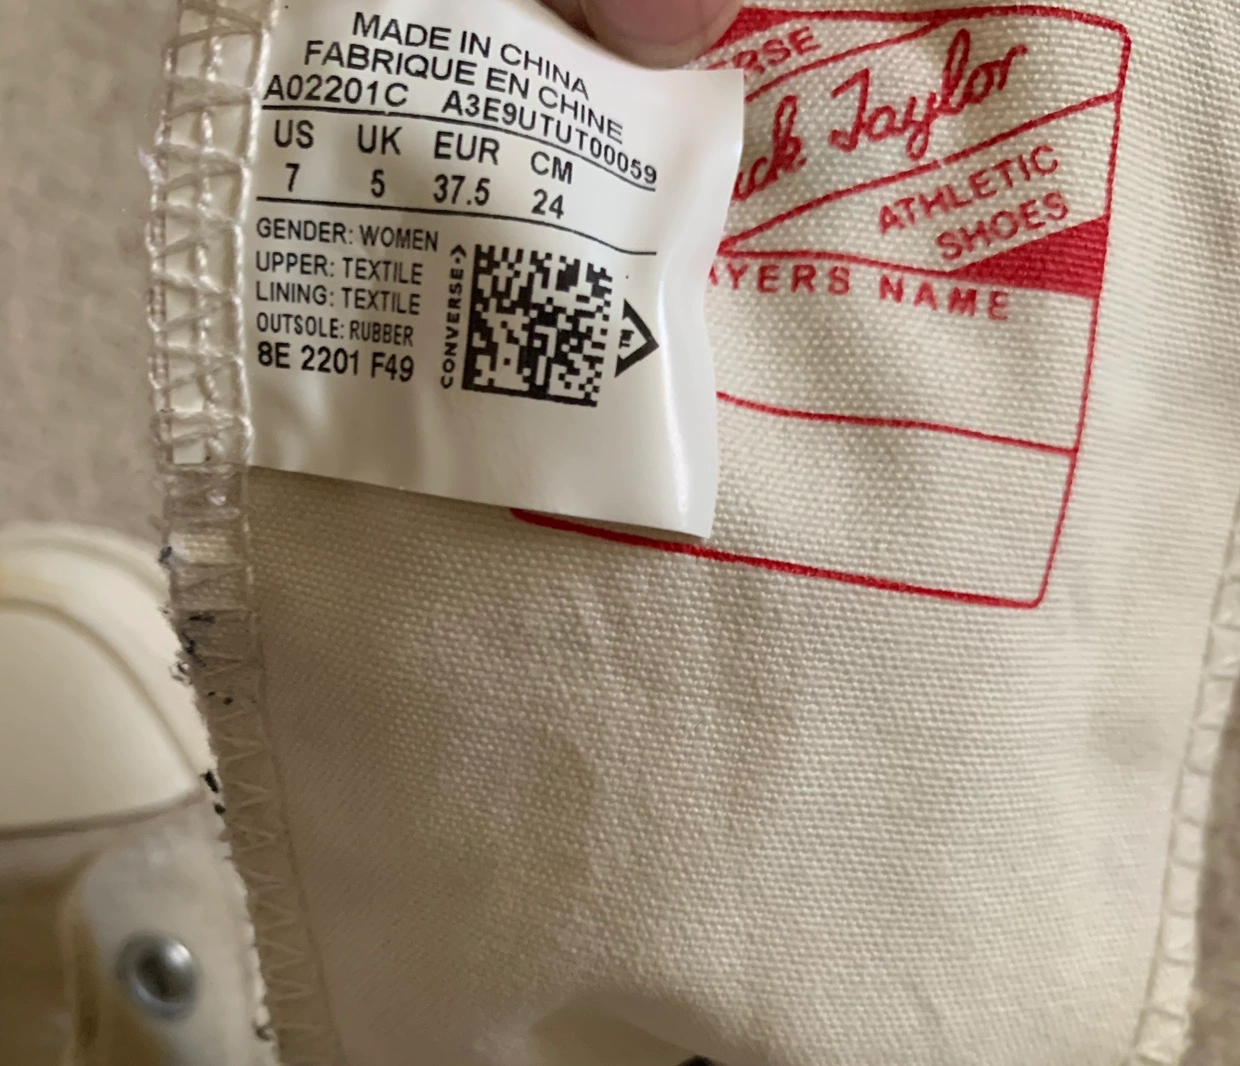 MADE IN CHINA
FABRIQUE EN CHINE
A02201C A3E9UTUT00059
US UK EUR CM
7 5 37.5 24
GENDER: WOMEN
UPPER: TEXTILE
LINING: TEXTILE
OUTSOLE: RUBBER
8E 2201 F49
CONVERSE
RSE
uck Taylor
ATHLETIC
SHOES
AYERS NAME